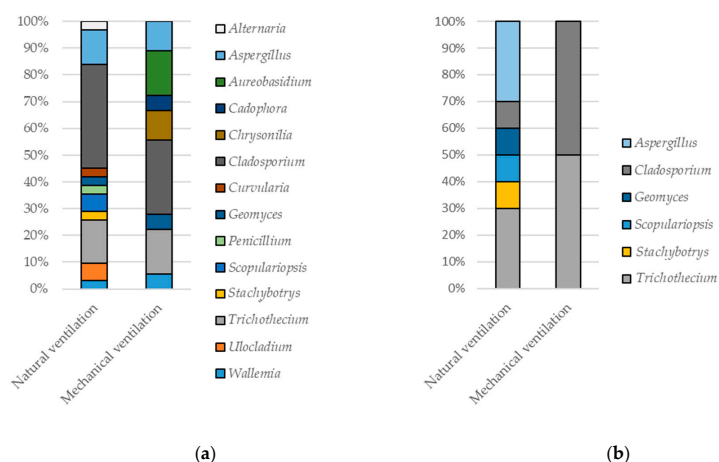 100%
90%
80%
70%
60%
50%
40%
30%
20%
10%
0%
Natural ventilation
Mechanical ventilation
Alternaria
Aspergillus
Aureobasidium
Cadophora
Chrysonilia
Cladosporium
Curvularia
Geomyces
Penicillium
Scopulariopsis
Stachybotrys
Trichothecium
Ulocladium
Wallemia
(a)
100%
90%
80%
70%
60%
50%
40%
30%
20%
10%
0%
Natural ventilation
Mechanical ventilation
Aspergillus
Cladosporium
Geomyces
Scopulariopsis
Stachybotrys
Trichothecium
(b)